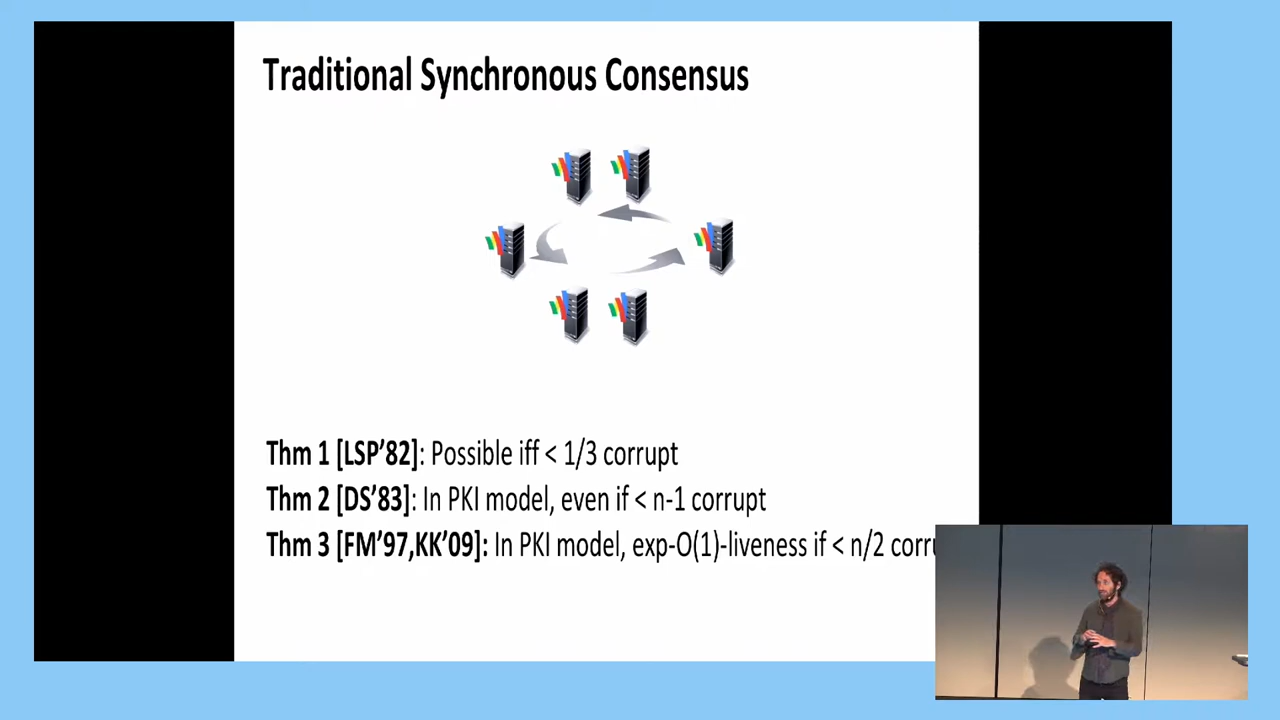 Traditional Synchronous Consensus
Thm 1 [LSP'82]: Possible iff < 1/3 corrupt
Thm 2 [DS'83]: In PKI model, even if < n-1 corrupt
Thm 3 [FM'97,KK'09]: In PKI model, exp-O(1)-liveness if < n/2